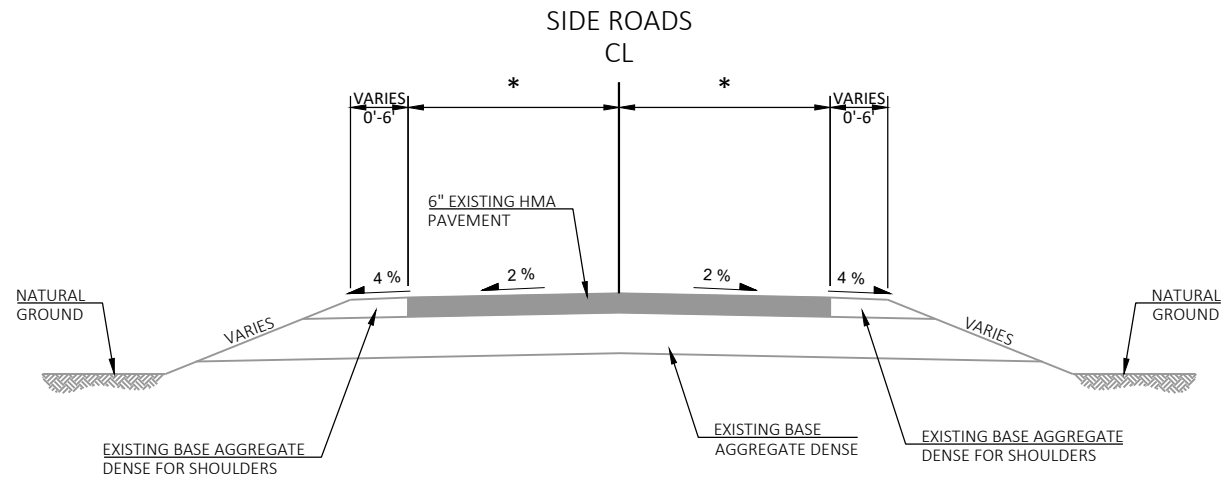 SIDE ROADS
CL
* *
VARIES VARIES
0'-6' 0'-6'
6" EXISTING HMA
PAVEMENT
4 % 2 % 2 % 4 %
NATURAL NATURAL
GROUND GROUND
VARIES VARIES
EXISTING BASE
AGGREGATE DENSE
EXISTING BASE AGGREGATE
DENSE FOR SHOULDERS
EXISTING BASE AGGREGATE
DENSE FOR SHOULDERS